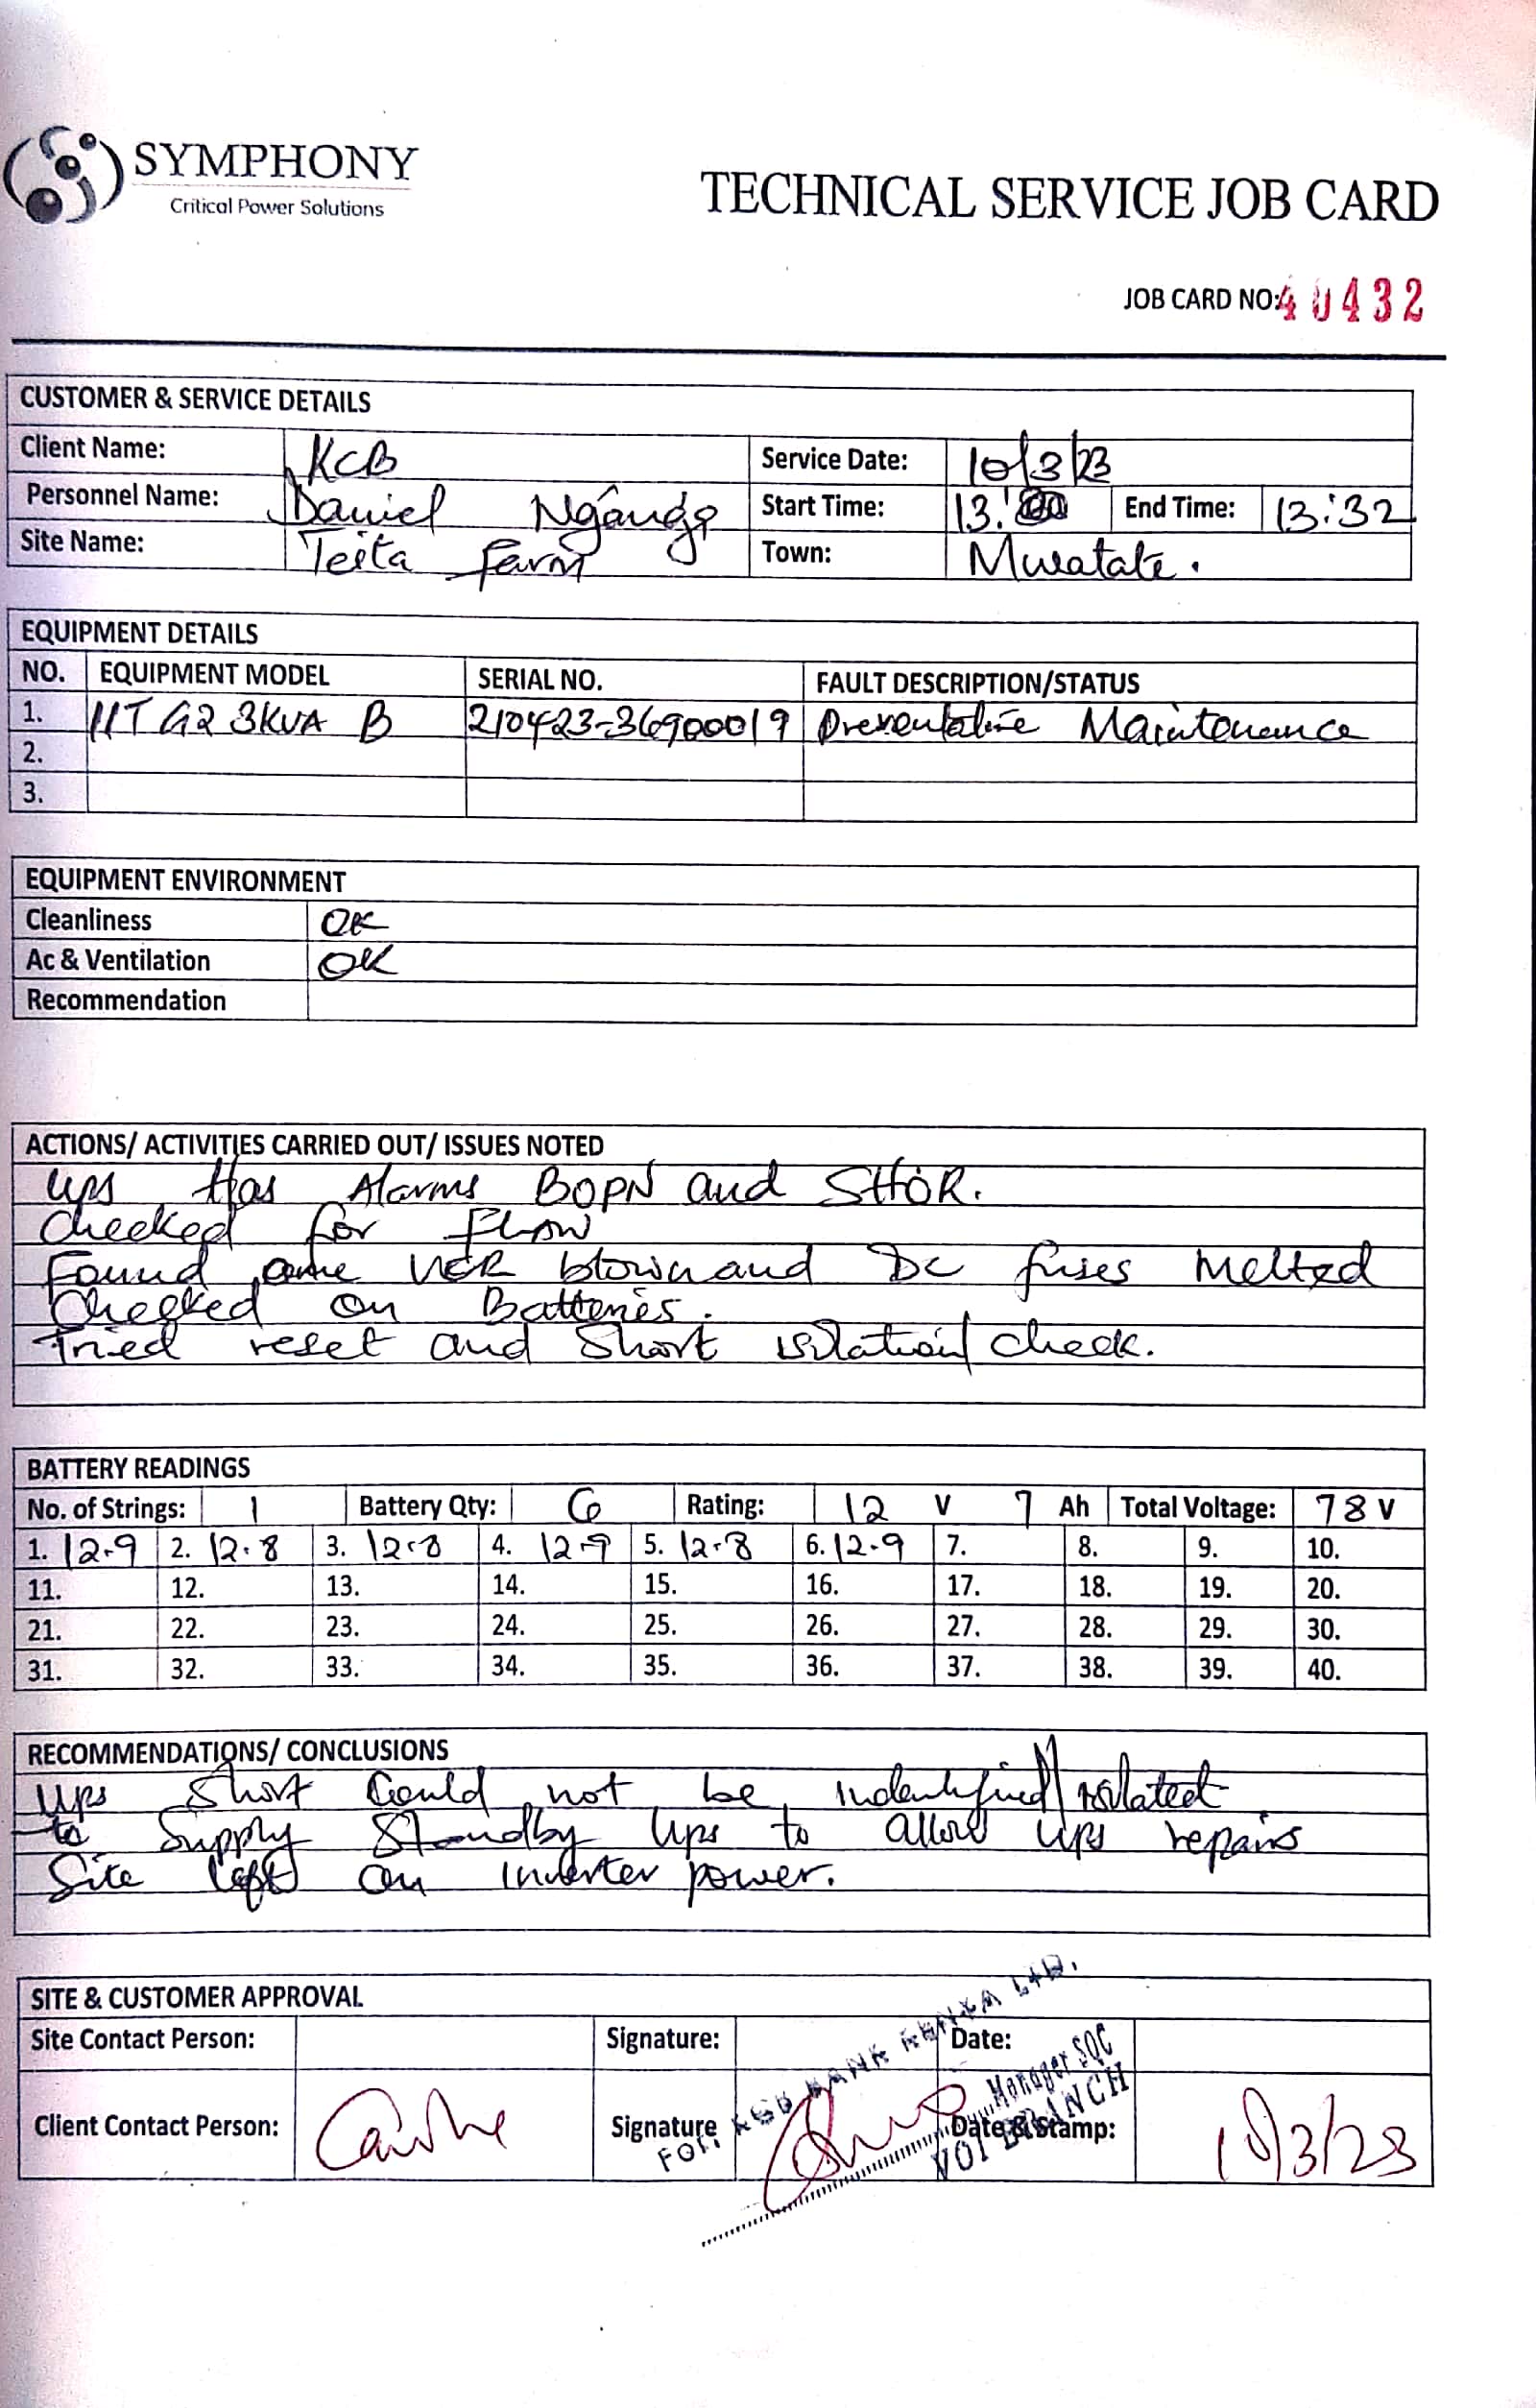 SYMPHONY
Critical Power Solutions
TECHNICAL SERVICE JOB CARD
JOB CARD NO: 40432
CUSTOMER & SERVICE DETAILS
Client Name: KCB Service Date: 10/3/23
Personnel Name: Daniel Start Time: 13: End Time: 13:32
Site Name: Teita Farm Town: Mwatate.
EQUIPMENT DETAILS
NO. EQUIPMENT MODEL SERIAL NO. FAULT DESCRIPTION/STATUS
1. 11T G2 3KVA B 210423-36900019 Preventative Maintenance
2.
3.
EQUIPMENT ENVIRONMENT
Cleanliness OK
Ac & Ventilation OK
Recommendation
ACTIONS/ ACTIVITIES CARRIED OUT/ ISSUES NOTED
Ups Has Alarms BOPN and SHOR.
Checked for
Found blown and Dc fuses melted
Checked on Batteries.
Tried reset and Short isolation/check.
BATTERY READINGS
No. of Strings: 1 Battery Qty: 6 Rating: 12 V 7 Ah Total Voltage: 78 V
1. 12.9 2. 12.8 3. 12.8 4. 12.9 5. 12.8 6. 12.9 7. 8. 9. 10.
11. 12. 13. 14. 15. 16. 17. 18. 19. 20.
21. 22. 23. 24. 25. 26. 27. 28. 29. 30.
31. 32. 33. 34. 35. 36. 37. 38. 39. 40.
RECOMMENDATIONS/ CONCLUSIONS
Ups Short Could not be indentified/isolated
to Supply Standby Ups to allow ups repairs
Site left on inverter power.
SITE & CUSTOMER APPROVAL
Site Contact Person: Signature: Date:
Client Contact Person: Signature Date & Stamp: 10/3/23
FOR: KCB BANK KENYA LTD.
Manager SQC
VOI BRANCH